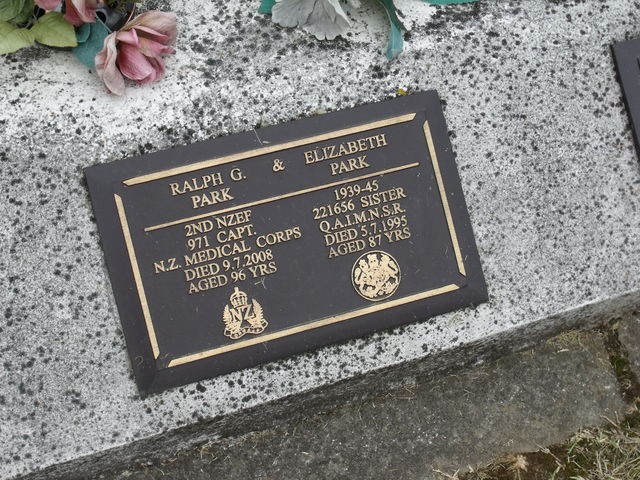 RALPH G. & ELIZABETH
PARK PARK
2ND NZEF
971 CAPT.
N.Z. MEDICAL CORPS
DIED 9.7.2008
AGED 96 YRS
NZ
1939-45
221656 SISTER
Q.A.I.M.N.S.R.
DIED 5.7.1995
AGED 87 YRS